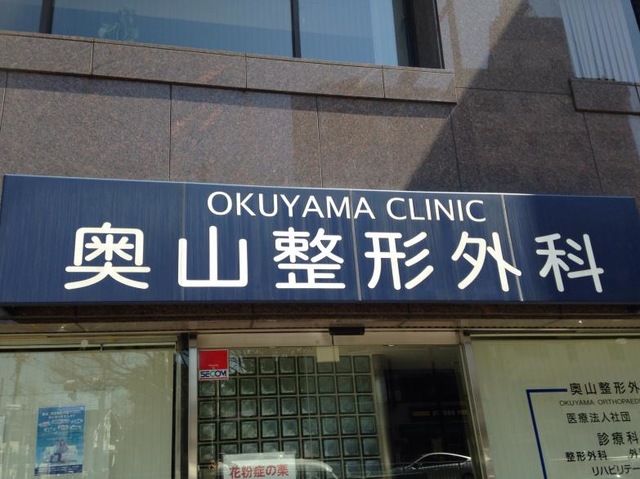 OKUYAMA CLINIC
奥山整形外科
SECOM
花粉症の薬
奥山整形外
OKUYAMA ORTHOPAED
医療法人社団
診療科
整形外科 外
リハビリテー